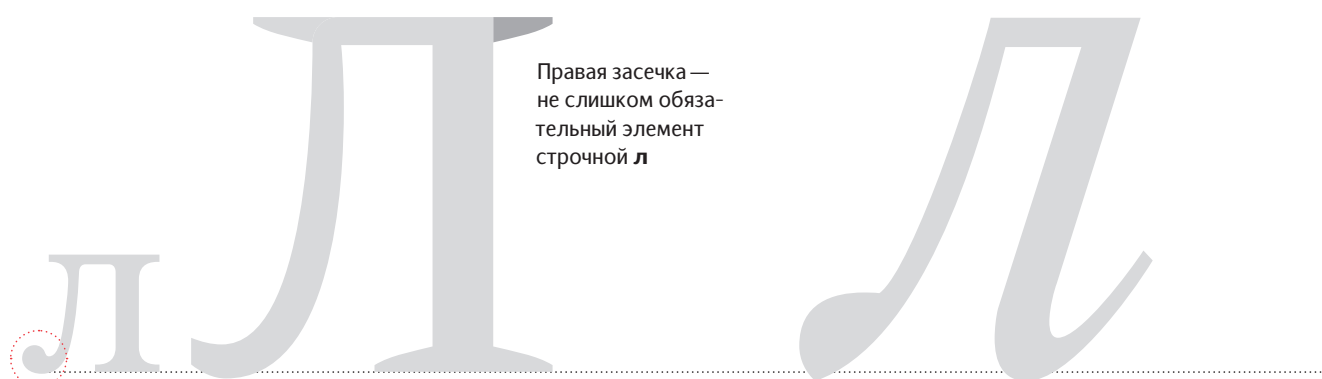 л
л
Правая засечка —
не слишком обяза-
тельный элемент
строчной л
л